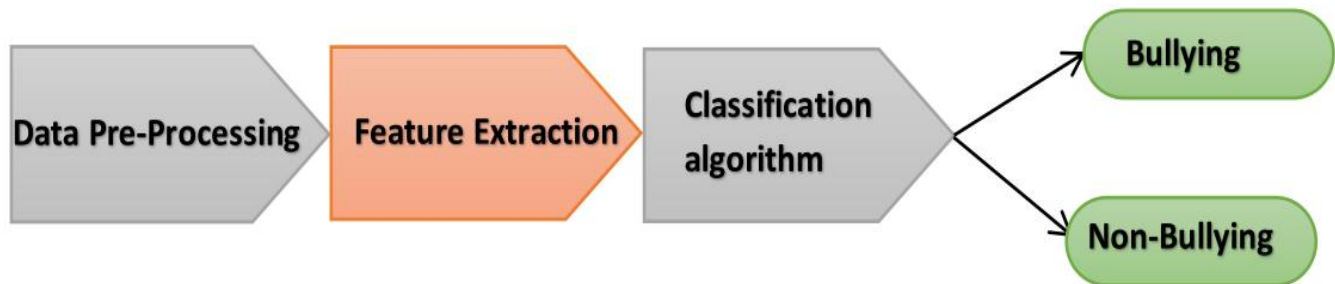 Data Pre-Processing
Feature Extraction
Classification
algorithm
Bullying
Non-Bullying